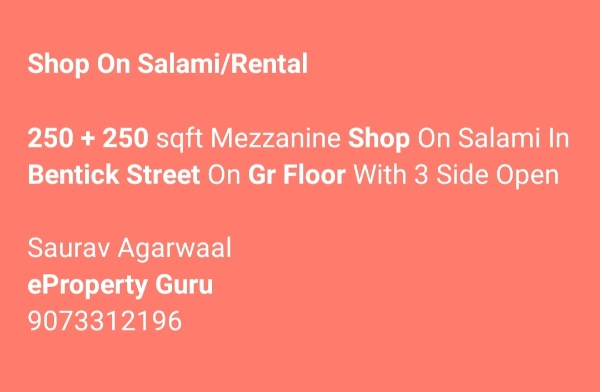 Shop On Salami/Rental
250 + 250 sqft Mezzanine Shop On Salami In
Bentick Street On Gr Floor With 3 Side Open
Saurav Agarwaal
eProperty Guru
9073312196